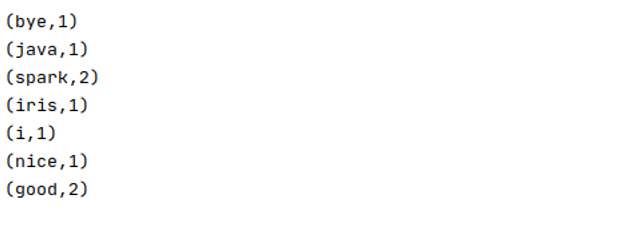 (bye,1)
(java,1)
(spark,2)
(iris,1)
(i,1)
(nice,1)
(good,2)